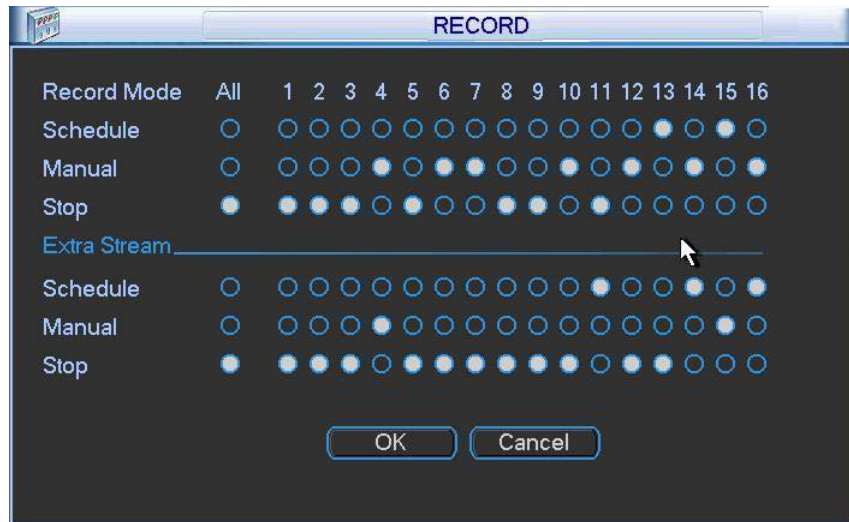 RECORD
Record Mode All 1 2 3 4 5 6 7 8 9 10 11 12 13 14 15 16
Schedule
Manual
Stop
Extra Stream
Schedule
Manual
Stop
OK Cancel